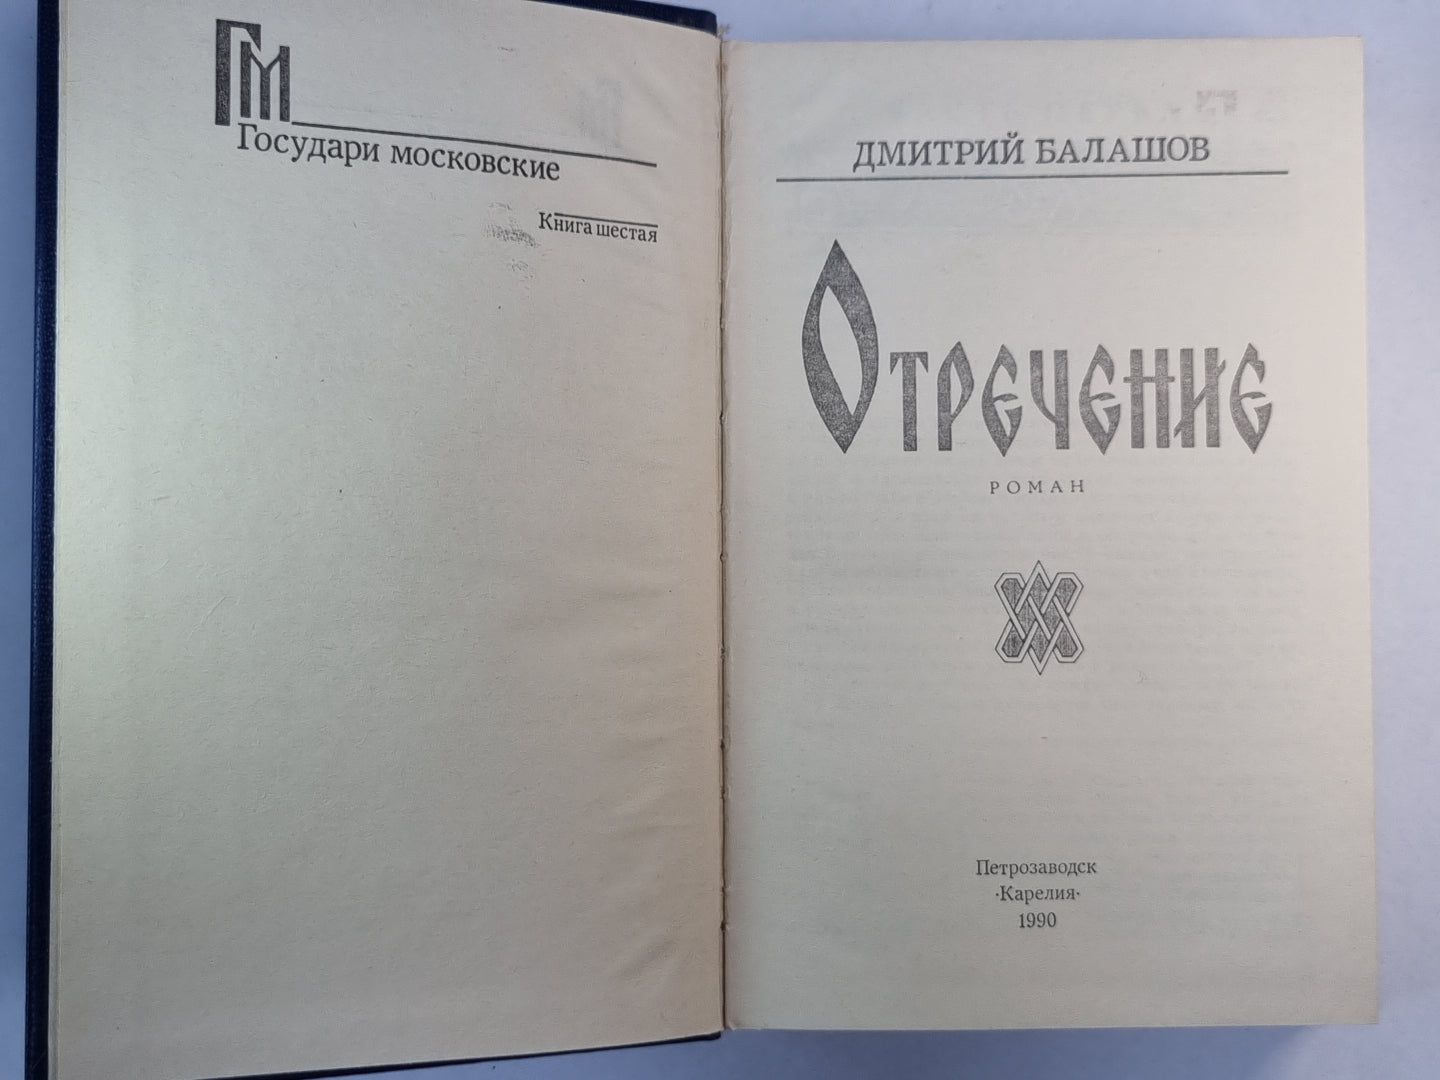 ГМ
Государи московские
Книга шестая
ДМИТРИЙ БАЛАШОВ
Отречение
РОМАН
Петрозаводск
·Карелия·
1990